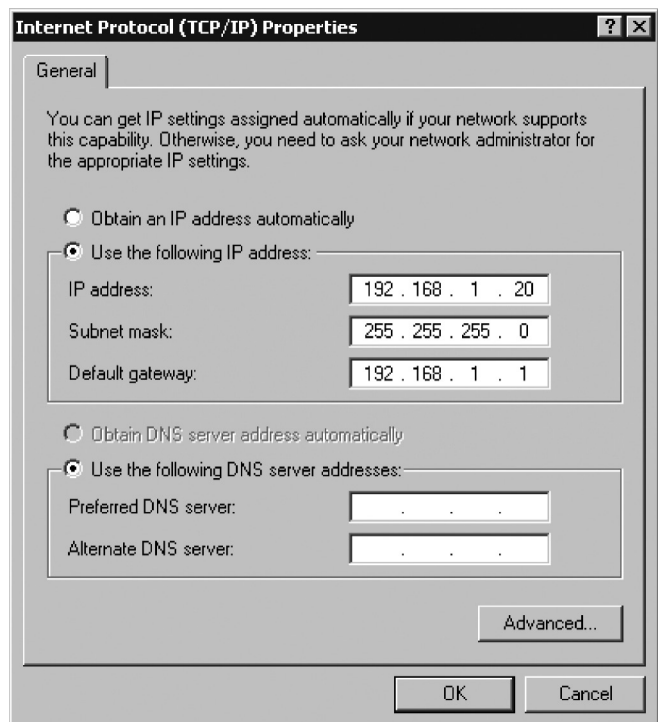 Internet Protocol (TCP/IP) Properties
General
You can get IP settings assigned automatically if your network supports
this capability. Otherwise, you need to ask your network administrator for
the appropriate IP settings.
Obtain an IP address automatically
Use the following IP address:
IP address: 192 . 168 . 1 . 20
Subnet mask: 255 . 255 . 255 . 0
Default gateway: 192 . 168 . 1 . 1
Obtain DNS server address automatically
Use the following DNS server addresses:
Preferred DNS server: . . .
Alternate DNS server: . . .
Advanced...
OK Cancel